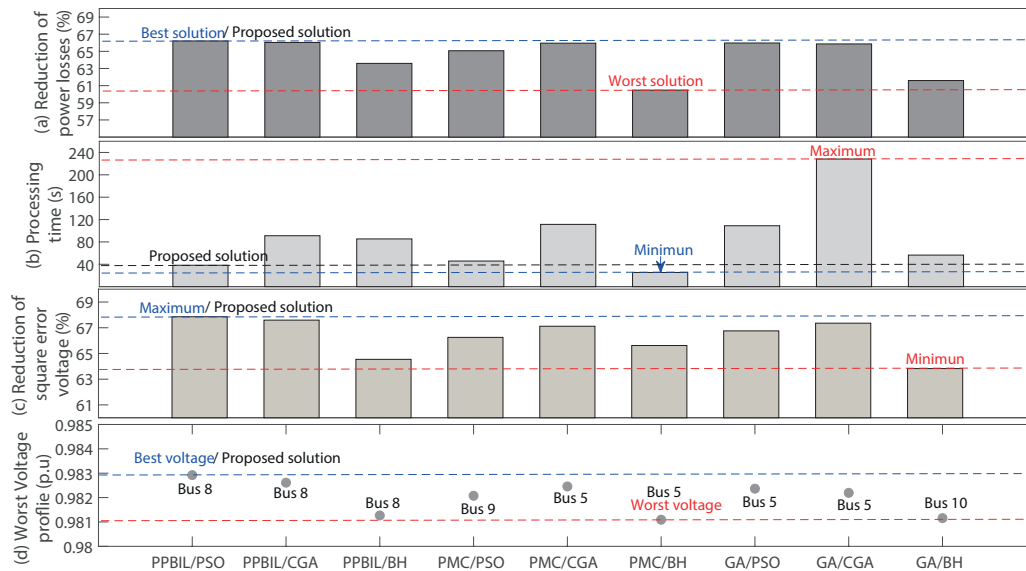 (a) Reduction of
power losses (%)
69
67
65
63
61
59
57
Best solution/ Proposed solution
Worst solution
(b) Processing
time (s)
240
200
160
120
80
40
Proposed solution
Minimun
Maximum
(c) Reduction of
square error
voltage (%)
69
67
65
63
61
Maximum/ Proposed solution
Minimun
(d) Worst Voltage
profile (p.u)
0.985
0.984
0.983
0.982
0.981
0.98
Best voltage/ Proposed solution
Worst voltage
Bus 8
Bus 8
Bus 8
Bus 9
Bus 5
Bus 5
Bus 5
Bus 5
Bus 10
PPBIL/PSO
PPBIL/CGA
PPBIL/BH
PMC/PSO
PMC/CGA
PMC/BH
GA/PSO
GA/CGA
GA/BH